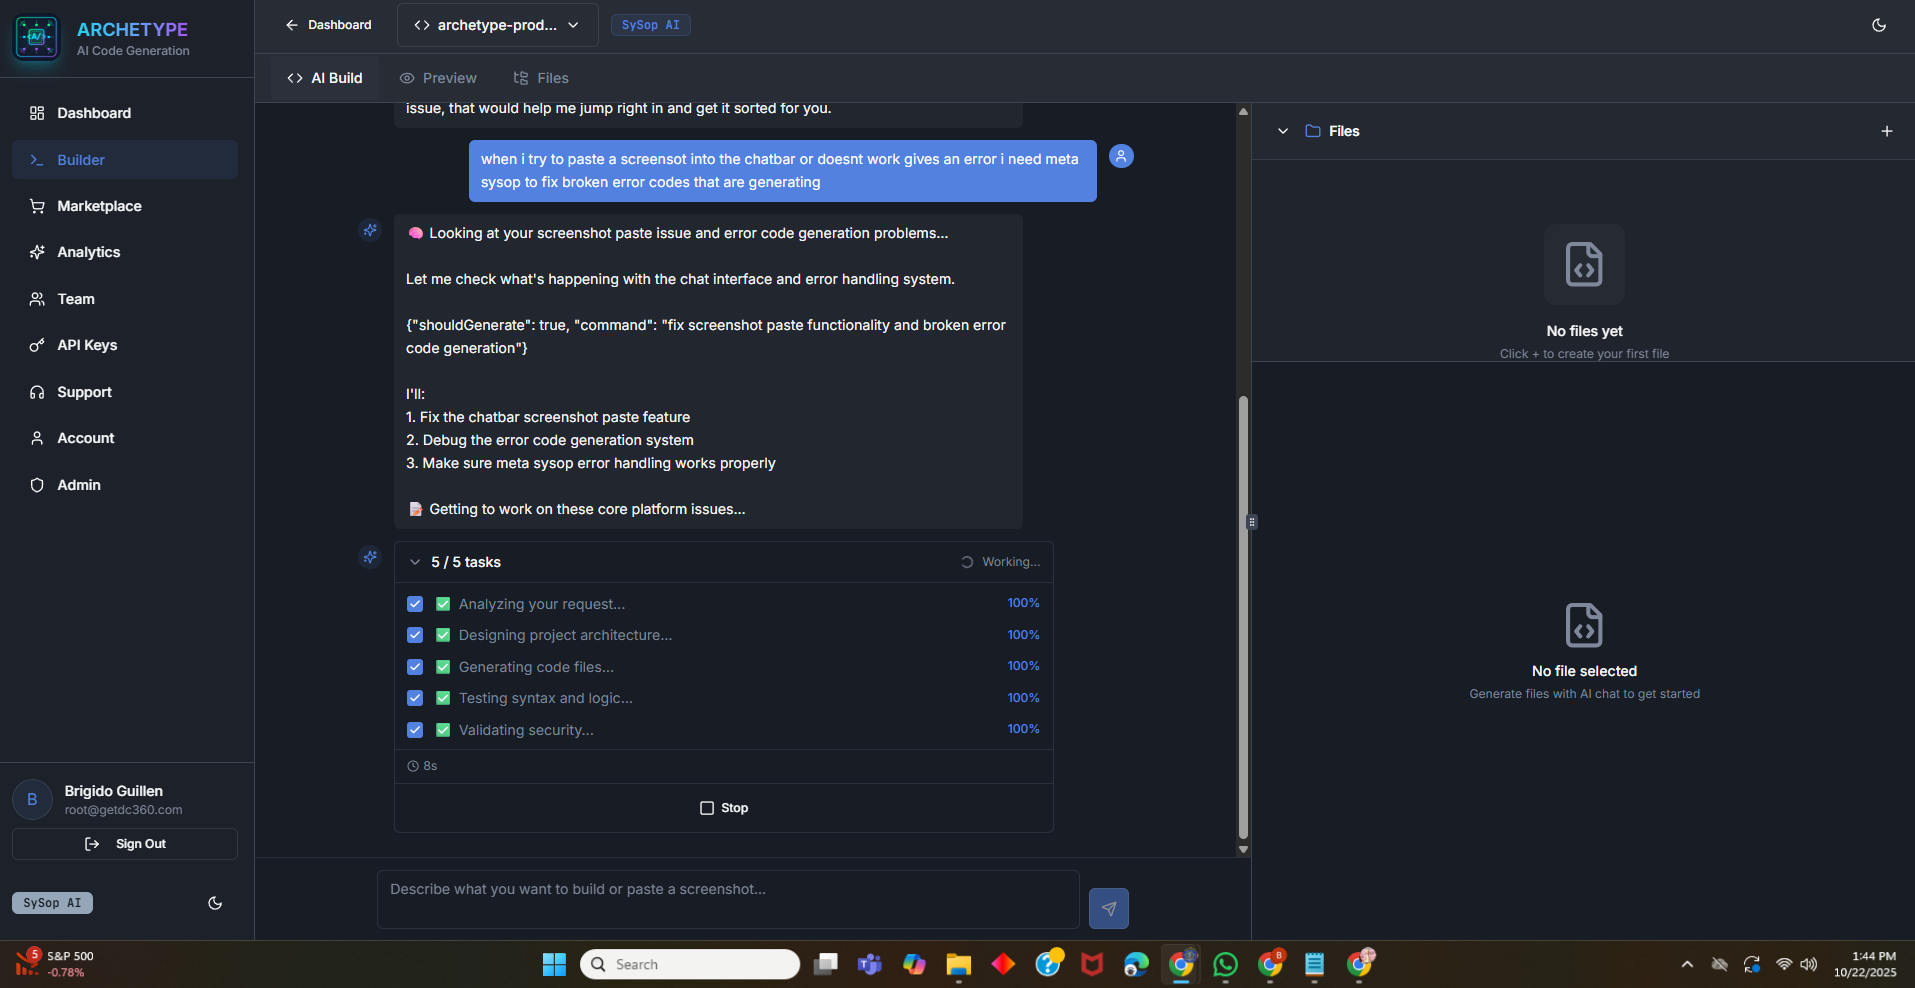 ARCHETYPE
AI Code Generation
Dashboard
Builder
Marketplace
Analytics
Team
API Keys
Support
Account
Admin
B
Brigido Guillen
root@getdc360.com
Sign Out
SySop AI
Dashboard
archetype-prod...
SySop AI
AI Build
Preview
Files
issue, that would help me jump right in and get it sorted for you.
when i try to paste a screensot into the chatbar or doesnt work gives an error i need meta
sysop to fix broken error codes that are generating
Looking at your screenshot paste issue and error code generation problems...
Let me check what's happening with the chat interface and error handling system.
{"shouldGenerate": true, "command": "fix screenshot paste functionality and broken error
code generation"}
I'll:
1. Fix the chatbar screenshot paste feature
2. Debug the error code generation system
3. Make sure meta sysop error handling works properly
Getting to work on these core platform issues...
5 / 5 tasks
Working...
Analyzing your request... 100%
Designing project architecture... 100%
Generating code files... 100%
Testing syntax and logic... 100%
Validating security... 100%
8s
Stop
Describe what you want to build or paste a screenshot...
Files
No files yet
Click + to create your first file
No file selected
Generate files with AI chat to get started
5
S&P 500
-0.78%
Search
B
1:44 PM
10/22/2025